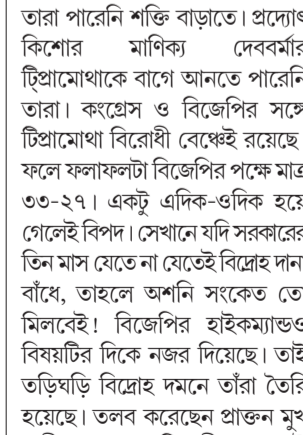 তারা পারেনি শক্তি বাড়াতে। প্রদ্যোৎ
কিশোর মাণিক্য দেববর্মার
টিপ্রামোথাকে বাগে আনতে পারেনি
তারা। কংগ্রেস ও বিজেপির সঙ্গে
টিপ্রামোথা বিরোধী বেঞ্চেই রয়েছে
ফলে ফলাফলটা বিজেপির পক্ষে মাত্র
৩৩-২৭। একটু এদিক-ওদিক হয়ে
গেলেই বিপদ। সেখানে যদি সরকারের
তিন মাস যেতে না যেতেই বিদ্রোহ দানা
বাঁধে, তাহলে অশনি সংকেত তো
মিলবেই! বিজেপির হাইকম্যান্ডও
বিষয়টির দিকে নজর দিয়েছে। তাই
তড়িঘড়ি বিদ্রোহ দমনে তাঁরা তৈরি
হয়েছে। তলব করেছেন প্রাক্তন মুখ